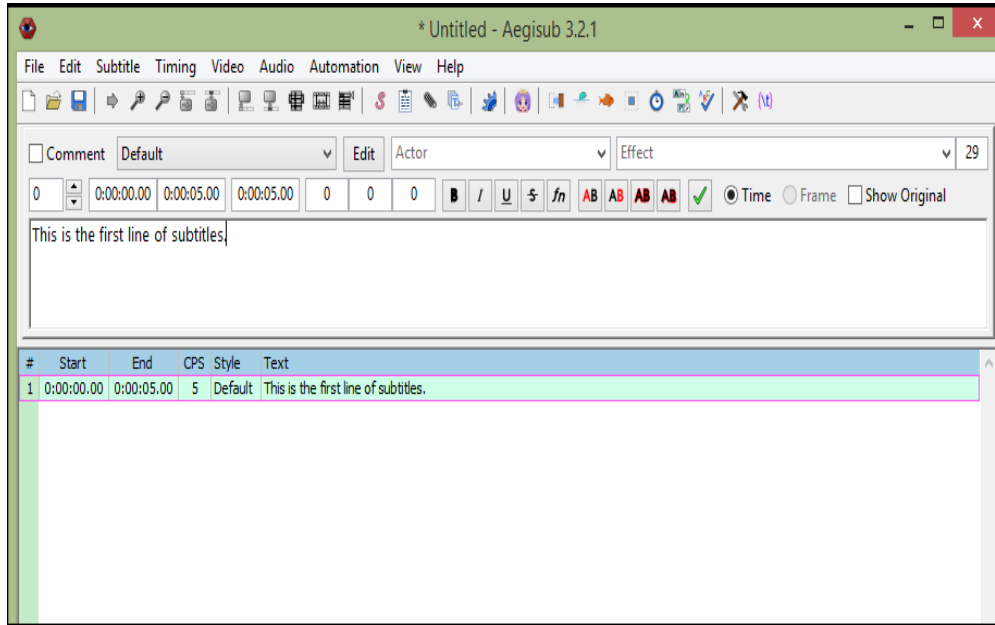 * Untitled - Aegisub 3.2.1
File Edit Subtitle Timing Video Audio Automation View Help
Comment Default Edit Actor Effect 29
0 0:00:00.00 0:00:05.00 0:00:05.00 0 0 0 B I U S fn AB AB AB AB Time Frame Show Original
This is the first line of subtitles.
# Start End CPS Style Text
1 0:00:00.00 0:00:05.00 5 Default This is the first line of subtitles.